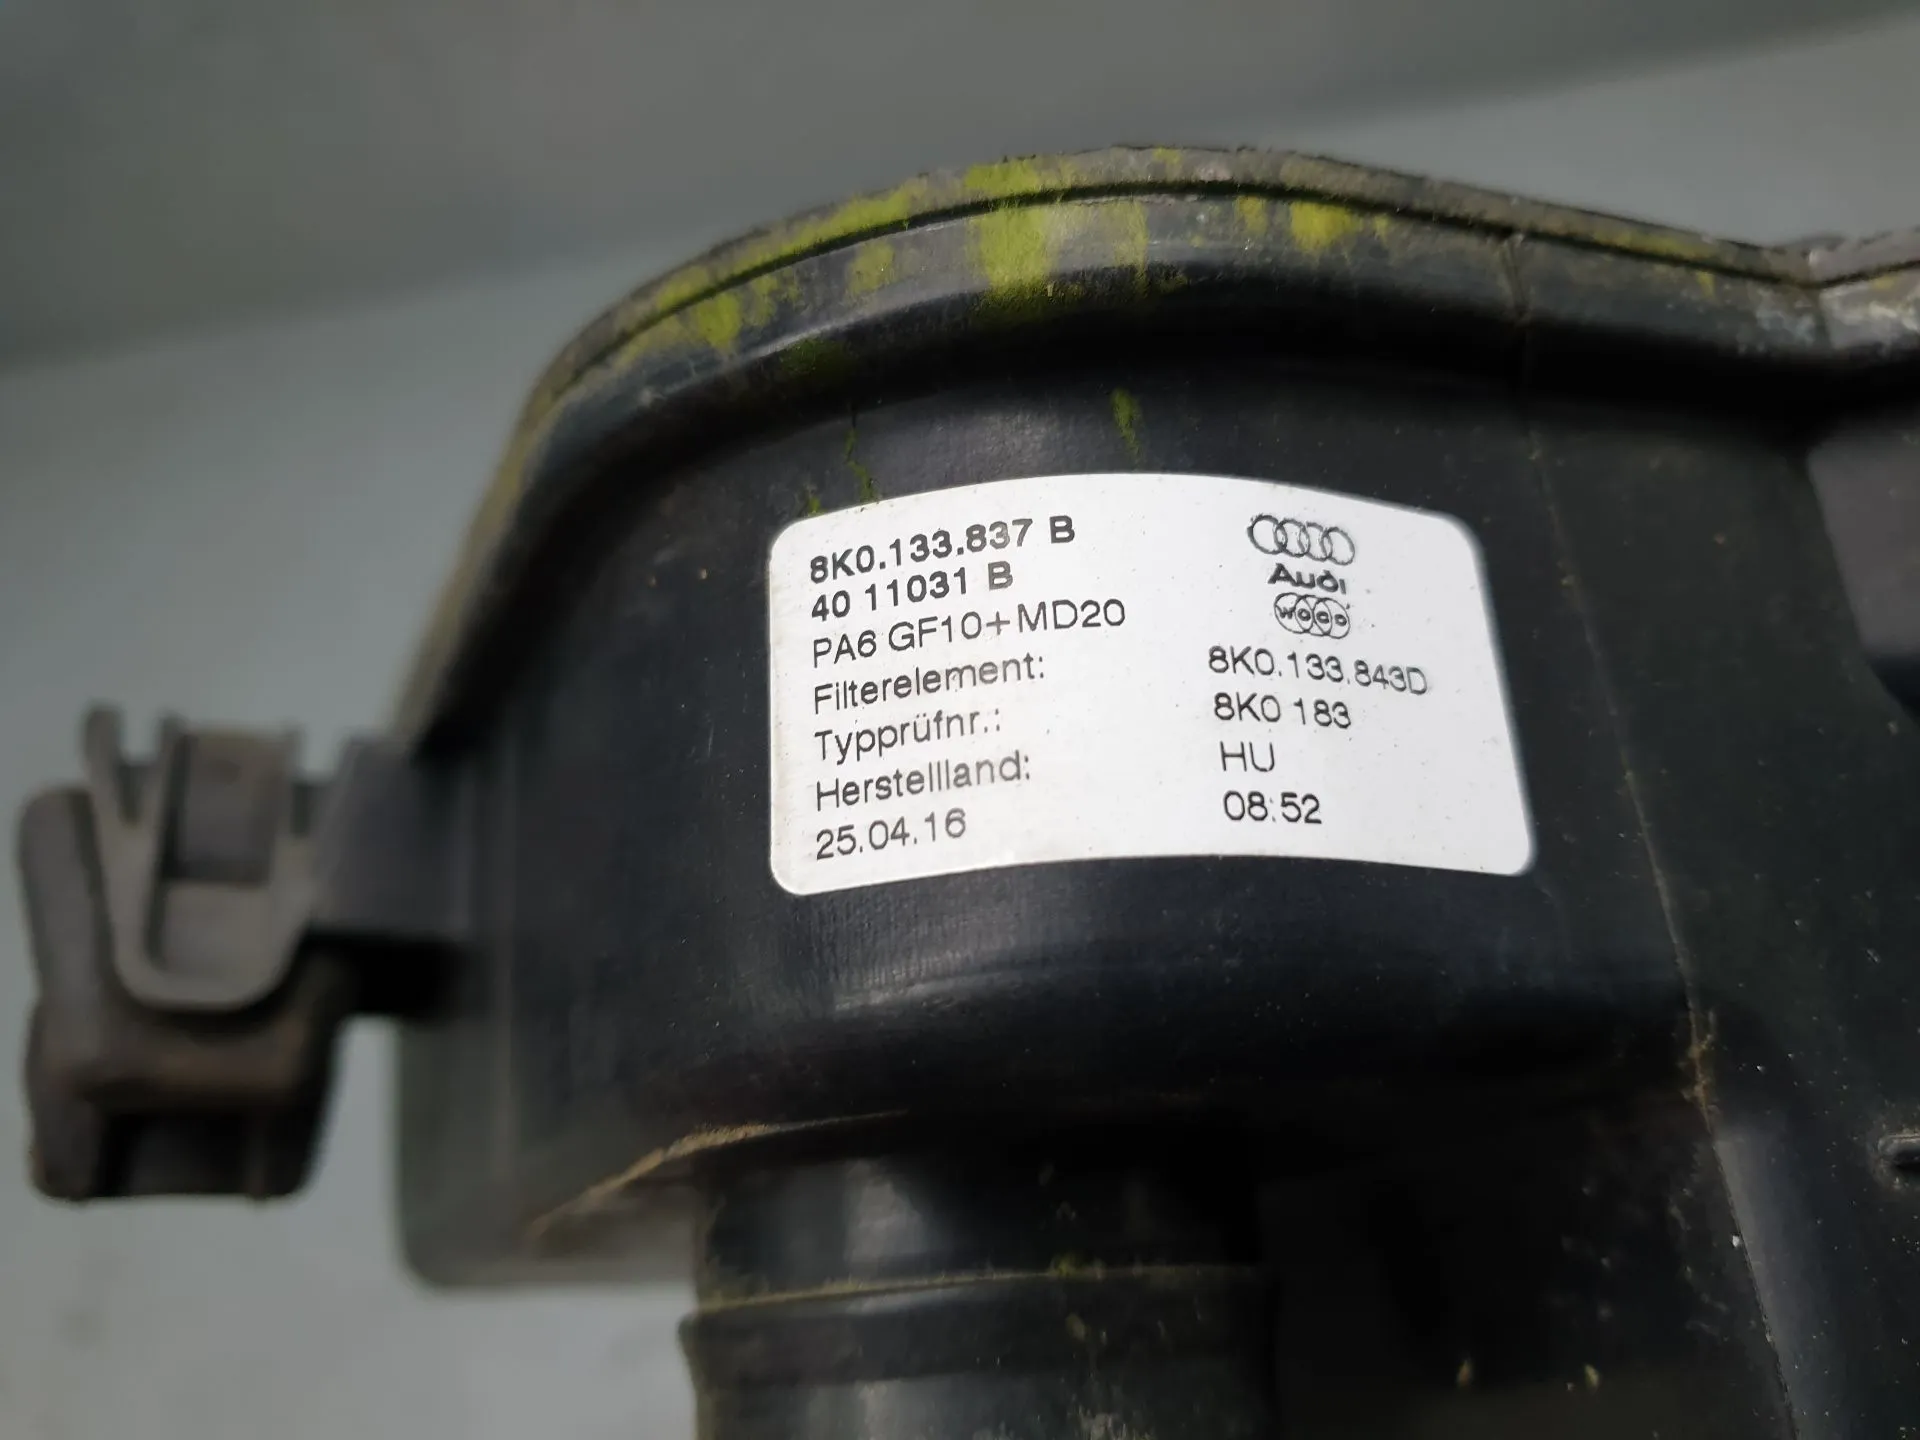 8K0.133.837 B
40 11031 B
PA6 GF10+MD20
Audi
woco
Filterelement: 8K0.133.843D
Typprüfnr.: 8K0 183
Herstellland: HU
25.04.16 08:52